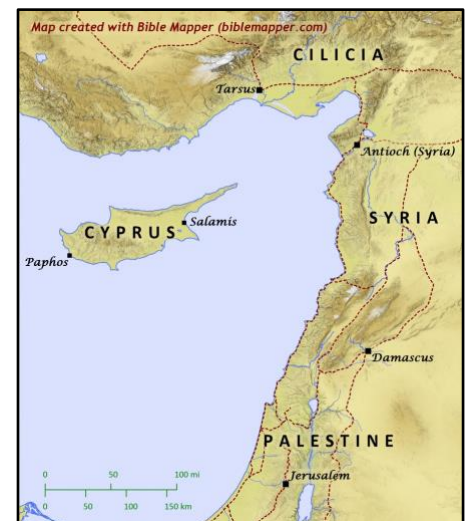 Map created with Bible Mapper (biblemapper.com)
CILICIA
Tarsus
Antioch (Syria)
SYRIA
Salamis
CYPRUS
Paphos
Damascus
PALESTINE
Jerusalem
0 50 100 mi
0 50 100 150 km